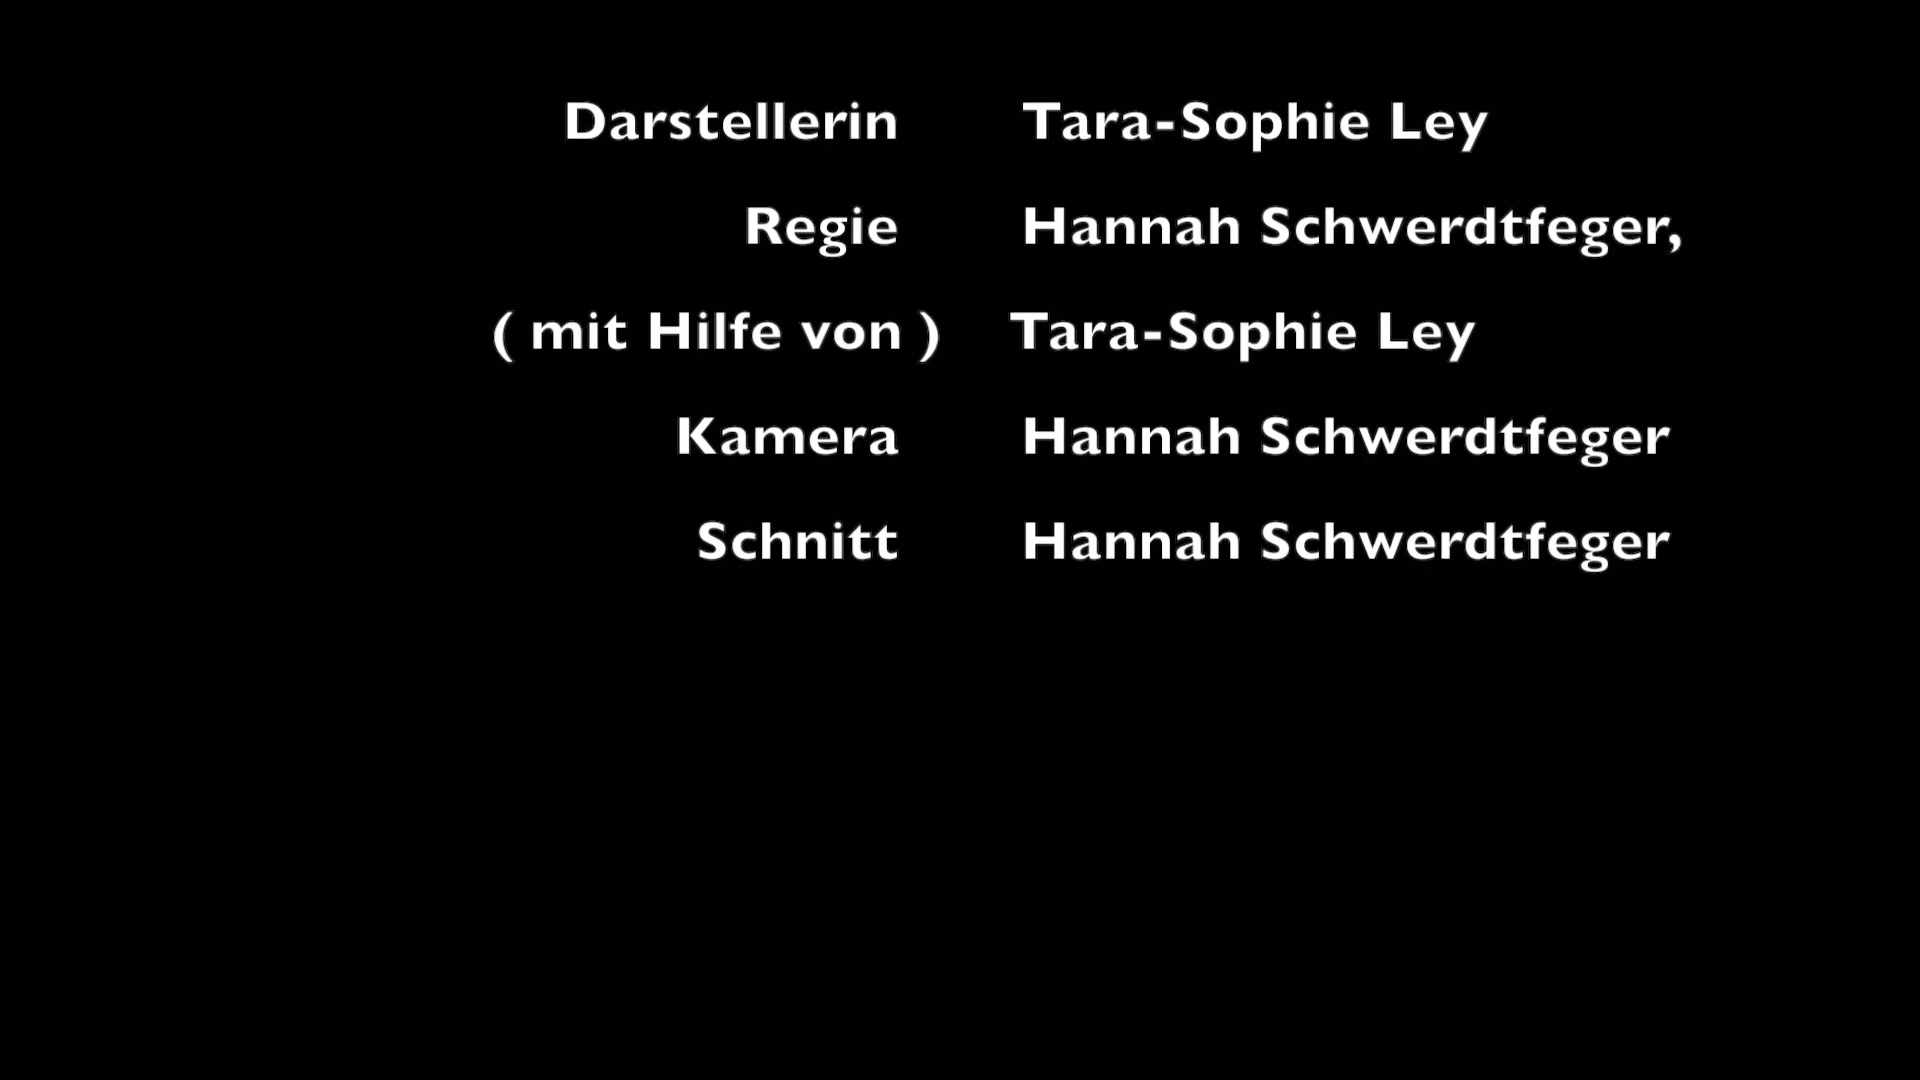 Darstellerin Tara-Sophie Ley
Regie Hannah Schwerdtfeger,
( mit Hilfe von ) Tara-Sophie Ley
Kamera Hannah Schwerdtfeger
Schnitt Hannah Schwerdtfeger